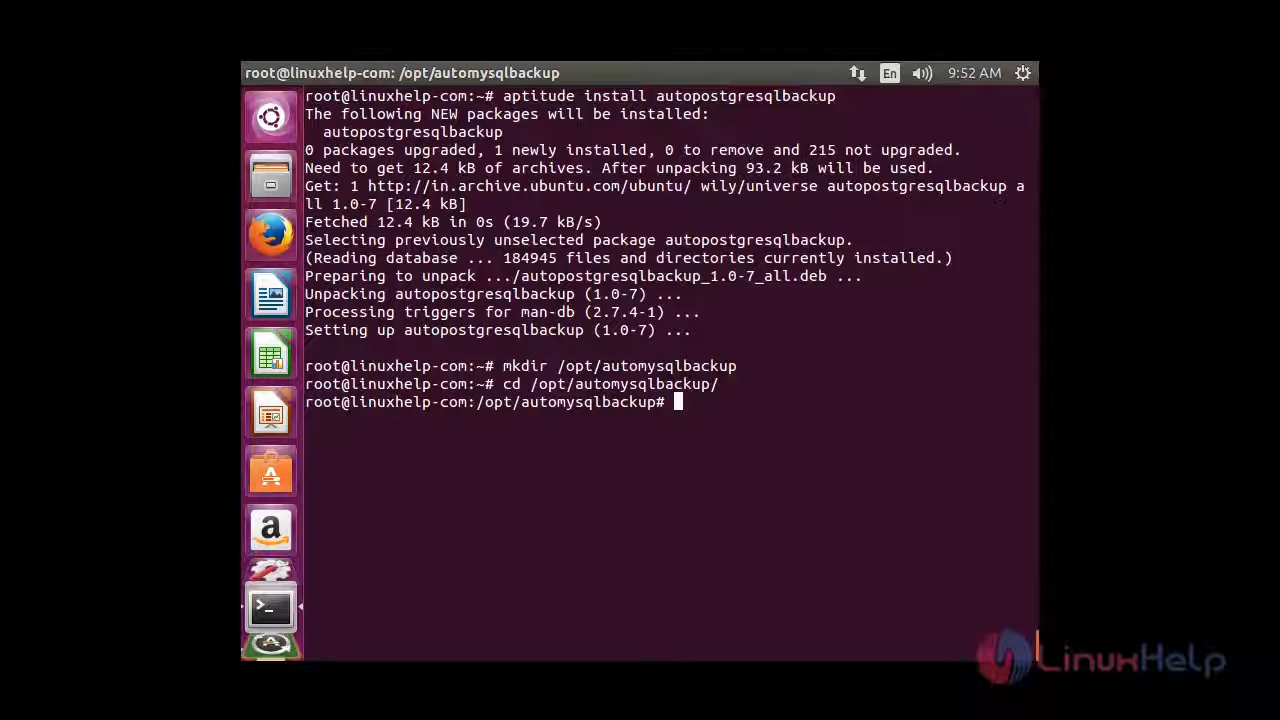 root@linuxhelp-com: /opt/automysqlbackup
En
9:52 AM
root@linuxhelp-com:~# aptitude install autopostgresqlbackup
The following NEW packages will be installed:
autopostgresqlbackup
0 packages upgraded, 1 newly installed, 0 to remove and 215 not upgraded.
Need to get 12.4 kB of archives. After unpacking 93.2 kB will be used.
Get: 1 http://in.archive.ubuntu.com/ubuntu/ wily/universe autopostgresqlbackup a
ll 1.0-7 [12.4 kB]
Fetched 12.4 kB in 0s (19.7 kB/s)
Selecting previously unselected package autopostgresqlbackup.
(Reading database ... 184945 files and directories currently installed.)
Preparing to unpack .../autopostgresqlbackup_1.0-7_all.deb ...
Unpacking autopostgresqlbackup (1.0-7) ...
Processing triggers for man-db (2.7.4-1) ...
Setting up autopostgresqlbackup (1.0-7) ...
root@linuxhelp-com:~# mkdir /opt/automysqlbackup
root@linuxhelp-com:~# cd /opt/automysqlbackup/
root@linuxhelp-com:/opt/automysqlbackup#
LinuxHelp